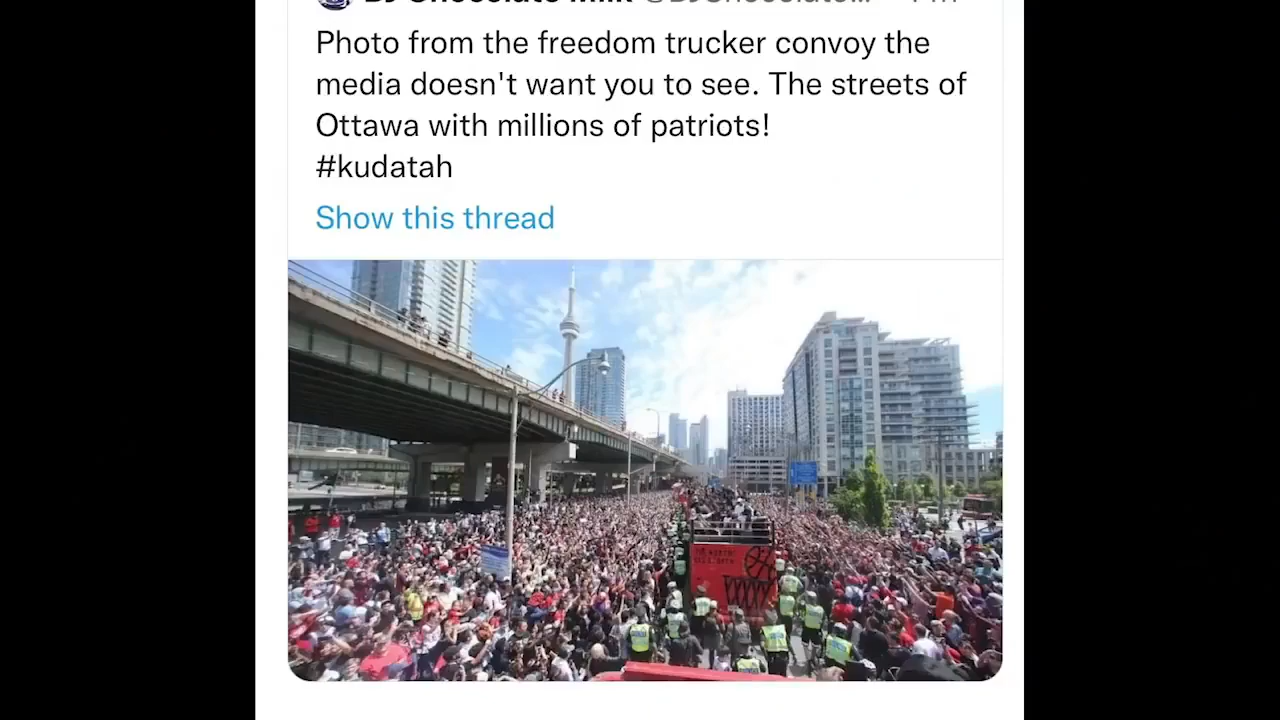 Photo from the freedom trucker convoy the
media doesn't want you to see. The streets of
Ottawa with millions of patriots!
#kudatah
Show this thread